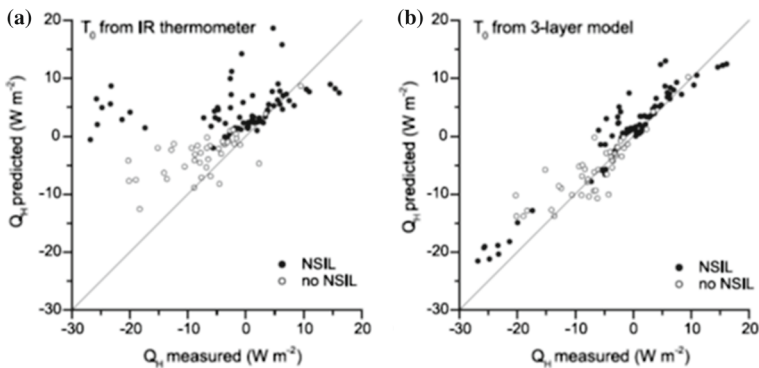 (a)
T0 from IR thermometer
20
10
0
-10
-20
-30
QH predicted (W m-2)
NSIL
no NSIL
-30 -20 -10 0 10 20
QH measured (W m-2)
(b)
T0 from 3-layer model
20
10
0
-10
-20
-30
QH predicted (W m-2)
NSIL
no NSIL
-30 -20 -10 0 10 20
QH measured (W m-2)